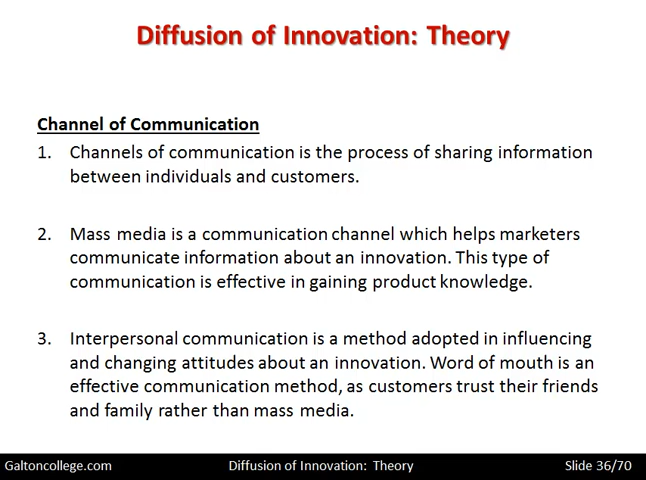 Diffusion of Innovation: Theory
Channel of Communication
1. Channels of communication is the process of sharing information
between individuals and customers.
2. Mass media is a communication channel which helps marketers
communicate information about an innovation. This type of
communication is effective in gaining product knowledge.
3. Interpersonal communication is a method adopted in influencing
and changing attitudes about an innovation. Word of mouth is an
effective communication method, as customers trust their friends
and family rather than mass media.
Galtoncollege.com Diffusion of Innovation: Theory Slide 36/70